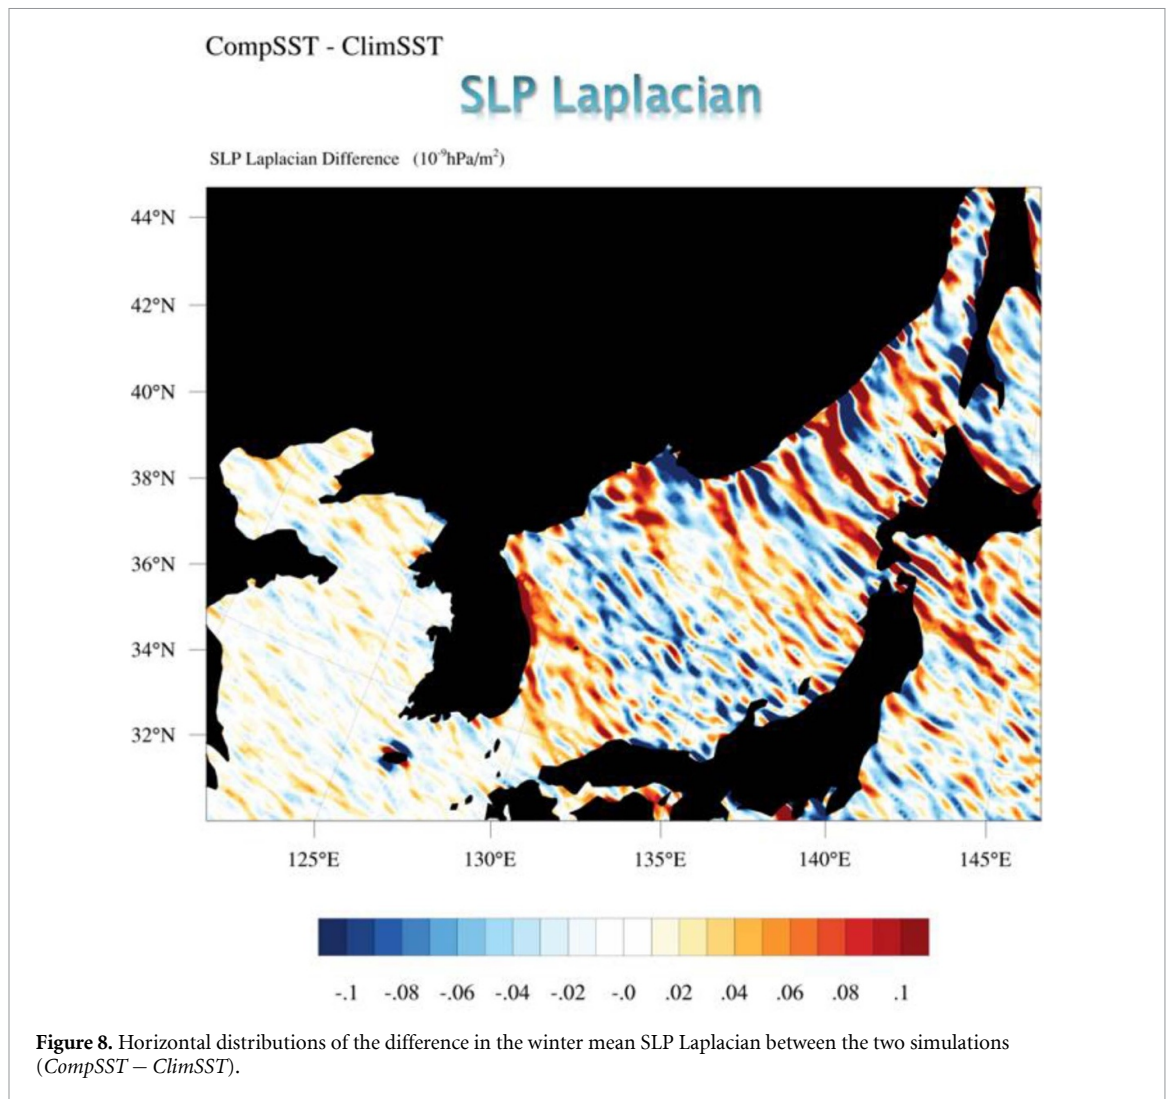 CompSST - ClimSST
SLP Laplacian
SLP Laplacian Difference (10⁻⁹hPa/m²)
44°N
42°N
40°N
38°N
36°N
34°N
32°N
125°E 130°E 135°E 140°E 145°E
-.1 -.08 -.06 -.04 -.02 -.0 .02 .04 .06 .08 .1
Figure 8. Horizontal distributions of the difference in the winter mean SLP Laplacian between the two simulations
(CompSST − ClimSST).